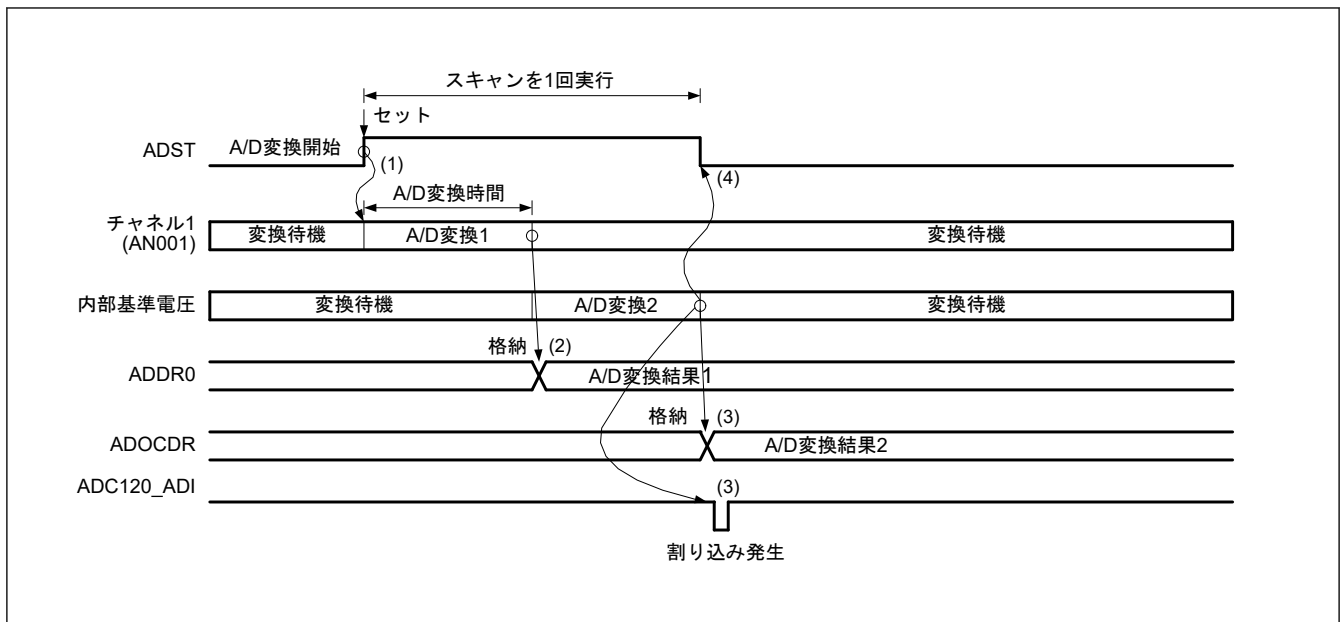 スキャンを1回実行
セット
ADST
A/D変換開始
(1)
(4)
A/D変換時間
チャネル1
(AN001)
変換待機
A/D変換1
変換待機
内部基準電圧
変換待機
A/D変換2
変換待機
格納
(2)
ADDR0
A/D変換結果1
格納
(3)
ADOCDR
A/D変換結果2
ADC120_ADI
(3)
割り込み発生